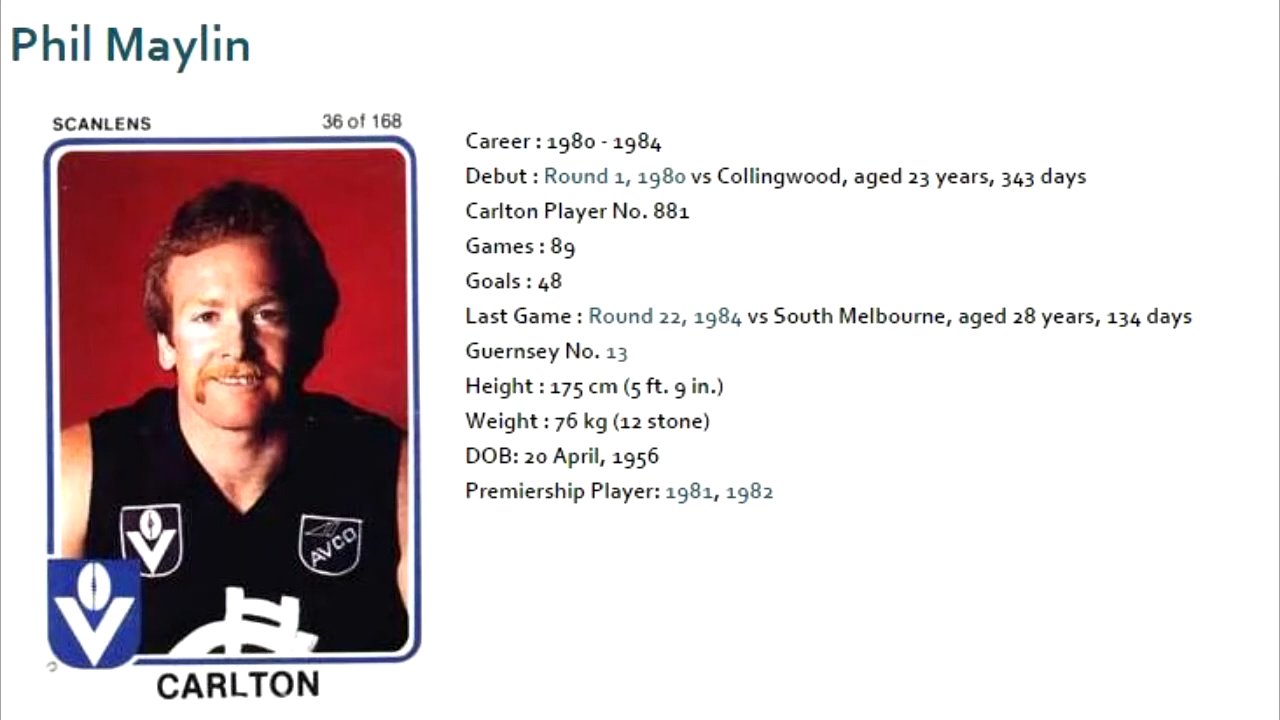 Phil Maylin
SCANLENS 36 of 168
AVCO
CARLTON
Career : 1980 - 1984
Debut : Round 1, 1980 vs Collingwood, aged 23 years, 343 days
Carlton Player No. 881
Games : 89
Goals : 48
Last Game : Round 22, 1984 vs South Melbourne, aged 28 years, 134 days
Guernsey No. 13
Height : 175 cm (5 ft. 9 in.)
Weight : 76 kg (12 stone)
DOB: 20 April, 1956
Premiership Player: 1981, 1982